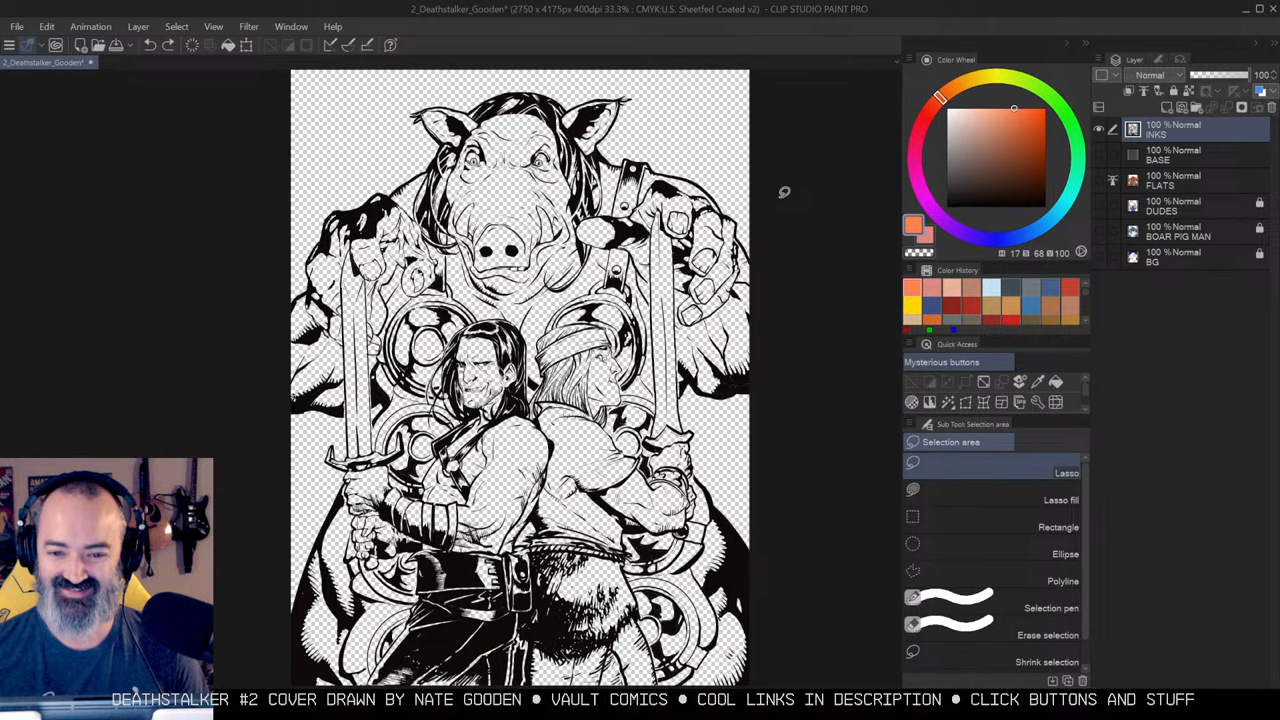 2_Deathstalker_Gooden* (2750 x 4175px 400dpi 33.3% : CMYK:U.S. Sheetfed Coated v2) - CLIP STUDIO PAINT PRO
File Edit Animation Layer Select View Filter Window Help
2_Deathstalker_Gooden*
Color Wheel
H 17 S 68 V 100
Color History
Quick Access
Mysterious buttons
Sub Tool: Selection area
Selection area
Lasso
Lasso fill
Rectangle
Ellipse
Polyline
Selection pen
Erase selection
Shrink selection
Layer
Normal 100
100 % Normal
INKS
100 % Normal
BASE
100 % Normal
FLATS
100 % Normal
DUDES
100 % Normal
BOAR PIG MAN
100 % Normal
BG
DEATHSTALKER #2 COVER DRAWN BY NATE GOODEN ● VAULT COMICS ● COOL LINKS IN DESCRIPTION ● CLICK BUTTONS AND STUFF